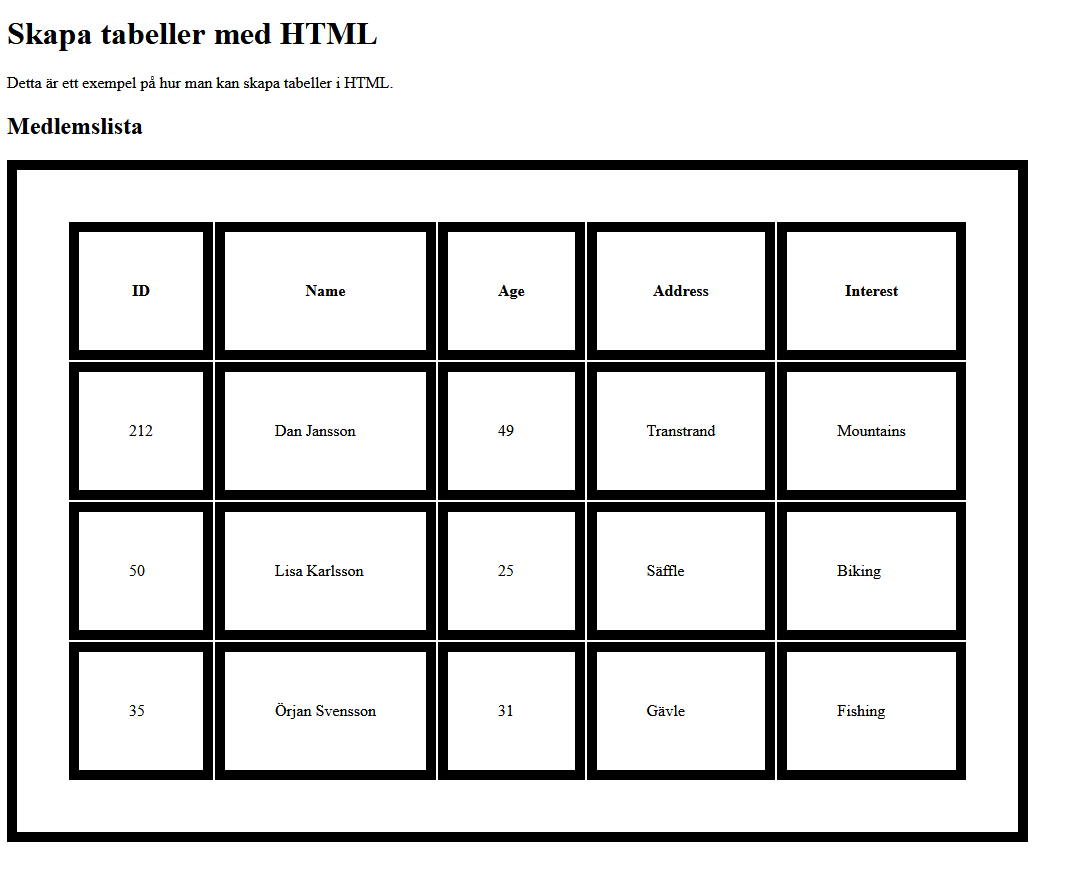 Skapa tabeller med HTML
Detta är ett exempel på hur man kan skapa tabeller i HTML.
Medlemslista
ID Name Age Address Interest
212 Dan Jansson 49 Transtrand Mountains
50 Lisa Karlsson 25 Säffle Biking
35 Örjan Svensson 31 Gävle Fishing